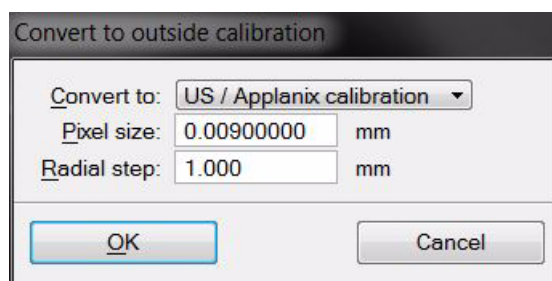 Convert to outside calibration
Convert to: US / Applanix calibration
Pixel size: 0.00900000 mm
Radial step: 1.000 mm
OK Cancel